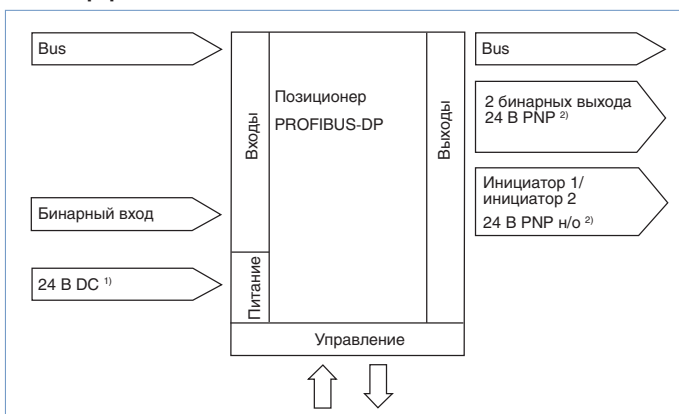 Bus
Бинарный вход
24 В DC 1)
Входы
Питание
Позиционер
PROFIBUS-DP
Выходы
Управление
Bus
2 бинарных выхода
24 В PNP 2)
Инициатор 1/
инициатор 2
24 В PNP н/о 2)